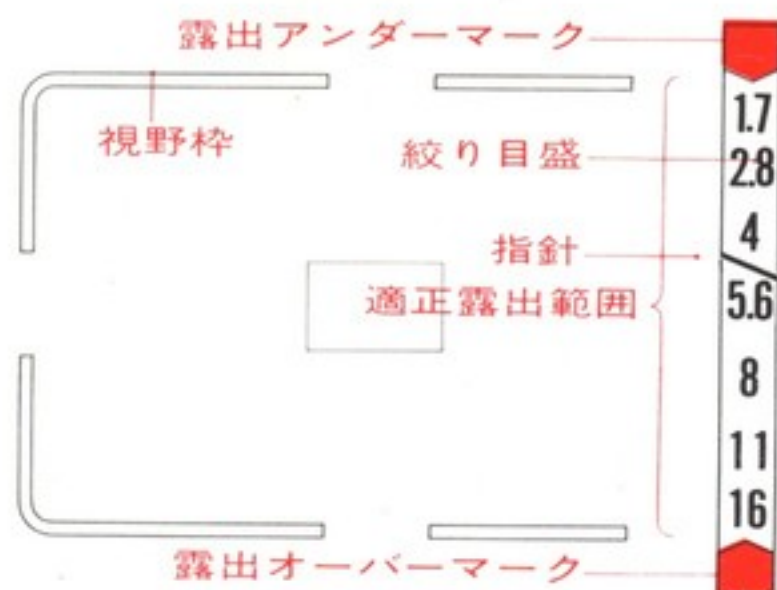 露出アンダーマーク
1.7
視野枠
絞り目盛
2.8
4
指針
適正露出範囲
5.6
8
11
16
露出オーバーマーク